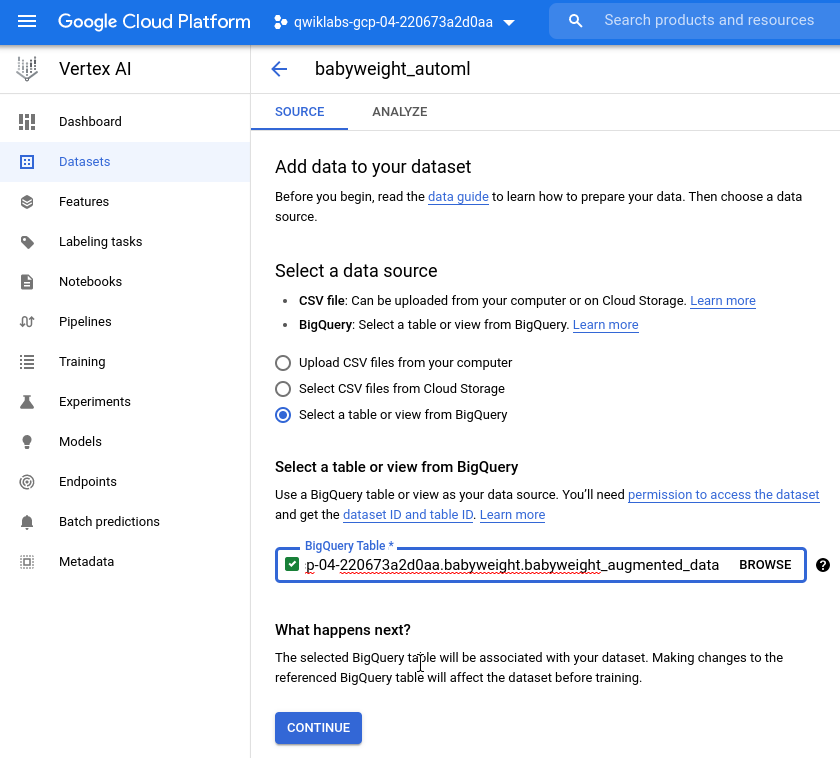 Google Cloud Platform
qwiklabs-gcp-04-220673a2d0aa
Search products and resources
Vertex AI
babyweight_automl
SOURCE
ANALYZE
Dashboard
Datasets
Features
Labeling tasks
Notebooks
Pipelines
Training
Experiments
Models
Endpoints
Batch predictions
Metadata
Add data to your dataset
Before you begin, read the data guide to learn how to prepare your data. Then choose a data
source.
Select a data source
• CSV file: Can be uploaded from your computer or on Cloud Storage. Learn more
• BigQuery: Select a table or view from BigQuery. Learn more
Upload CSV files from your computer
Select CSV files from Cloud Storage
Select a table or view from BigQuery
Select a table or view from BigQuery
Use a BigQuery table or view as your data source. You’ll need permission to access the dataset
and get the dataset ID and table ID. Learn more
BigQuery Table *
p-04-220673a2d0aa.babyweight.babyweight_augmented_data
BROWSE
?
What happens next?
The selected BigQuery table will be associated with your dataset. Making changes to the
referenced BigQuery table will affect the dataset before training.
CONTINUE